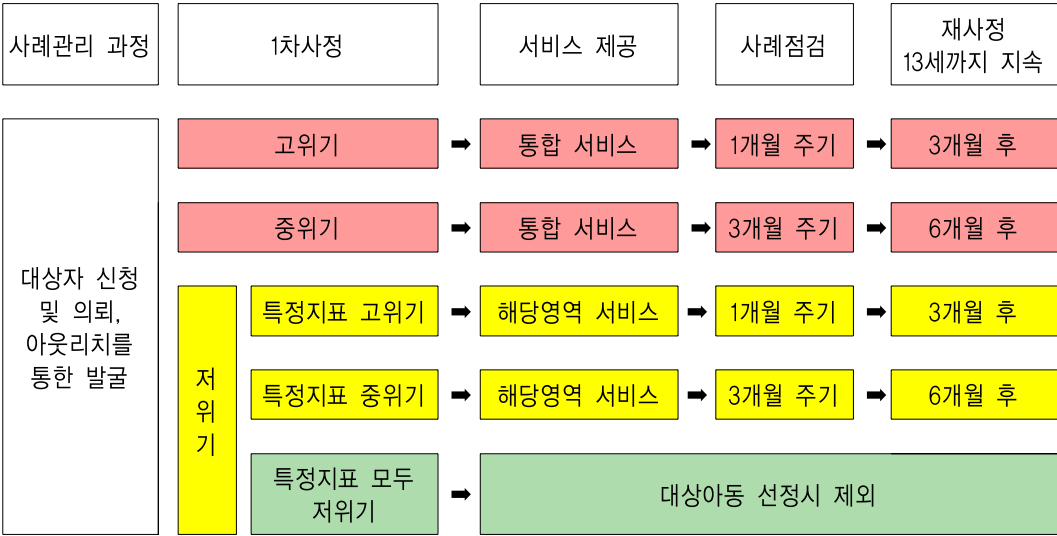 사례관리 과정
1차사정
서비스 제공
사례점검
재사정
13세까지 지속
대상자 신청
및 의뢰,
아웃리치를
통한 발굴
고위기
통합 서비스
1개월 주기
3개월 후
중위기
통합 서비스
3개월 주기
6개월 후
저
위
기
특정지표 고위기
해당영역 서비스
1개월 주기
3개월 후
특정지표 중위기
해당영역 서비스
3개월 주기
6개월 후
특정지표 모두
저위기
대상아동 선정시 제외